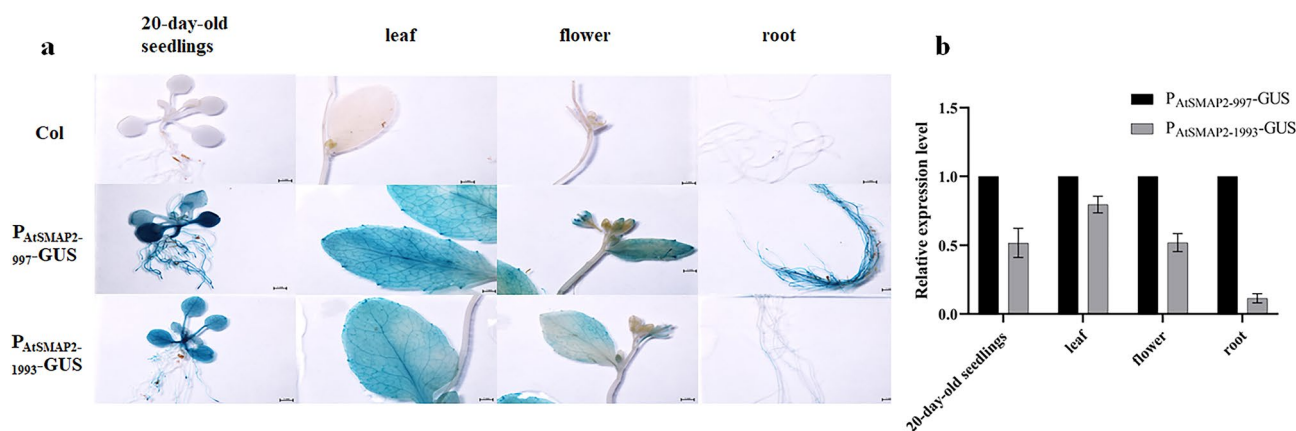 a
20-day-old
seedlings
leaf
flower
root
Col
PAtSMAP2-
997-GUS
PAtSMAP2-
1993-GUS
b
PAtSMAP2-997-GUS
PAtSMAP2-1993-GUS
Relative expression level
1.5
1.0
0.5
0.0
20-day-old seedlings
leaf
flower
root